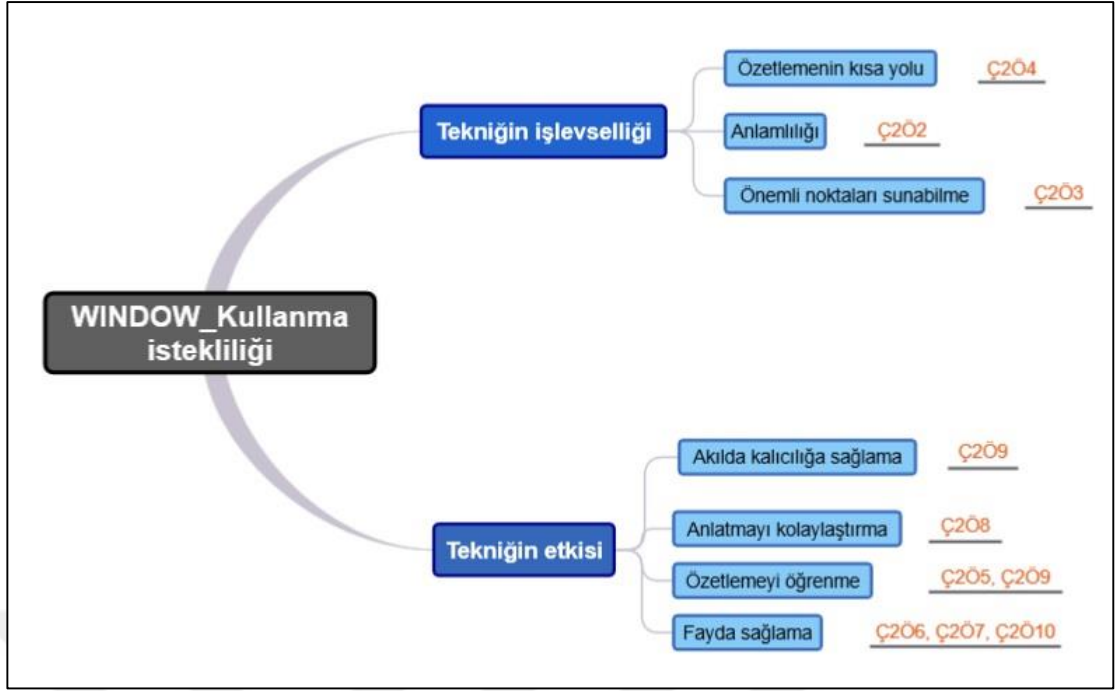 WINDOW_Kullanma
istekliliği
Tekniğin işlevselliği
Özetlemenin kısa yolu Ç2Ö4
Anlamlılığı Ç2Ö2
Önemli noktaları sunabilme Ç2Ö3
Tekniğin etkisi
Akılda kalıcılığa sağlama Ç2Ö9
Anlatmayı kolaylaştırma Ç2Ö8
Özetlemeyi öğrenme Ç2Ö5, Ç2Ö9
Fayda sağlama Ç2Ö6, Ç2Ö7, Ç2Ö10